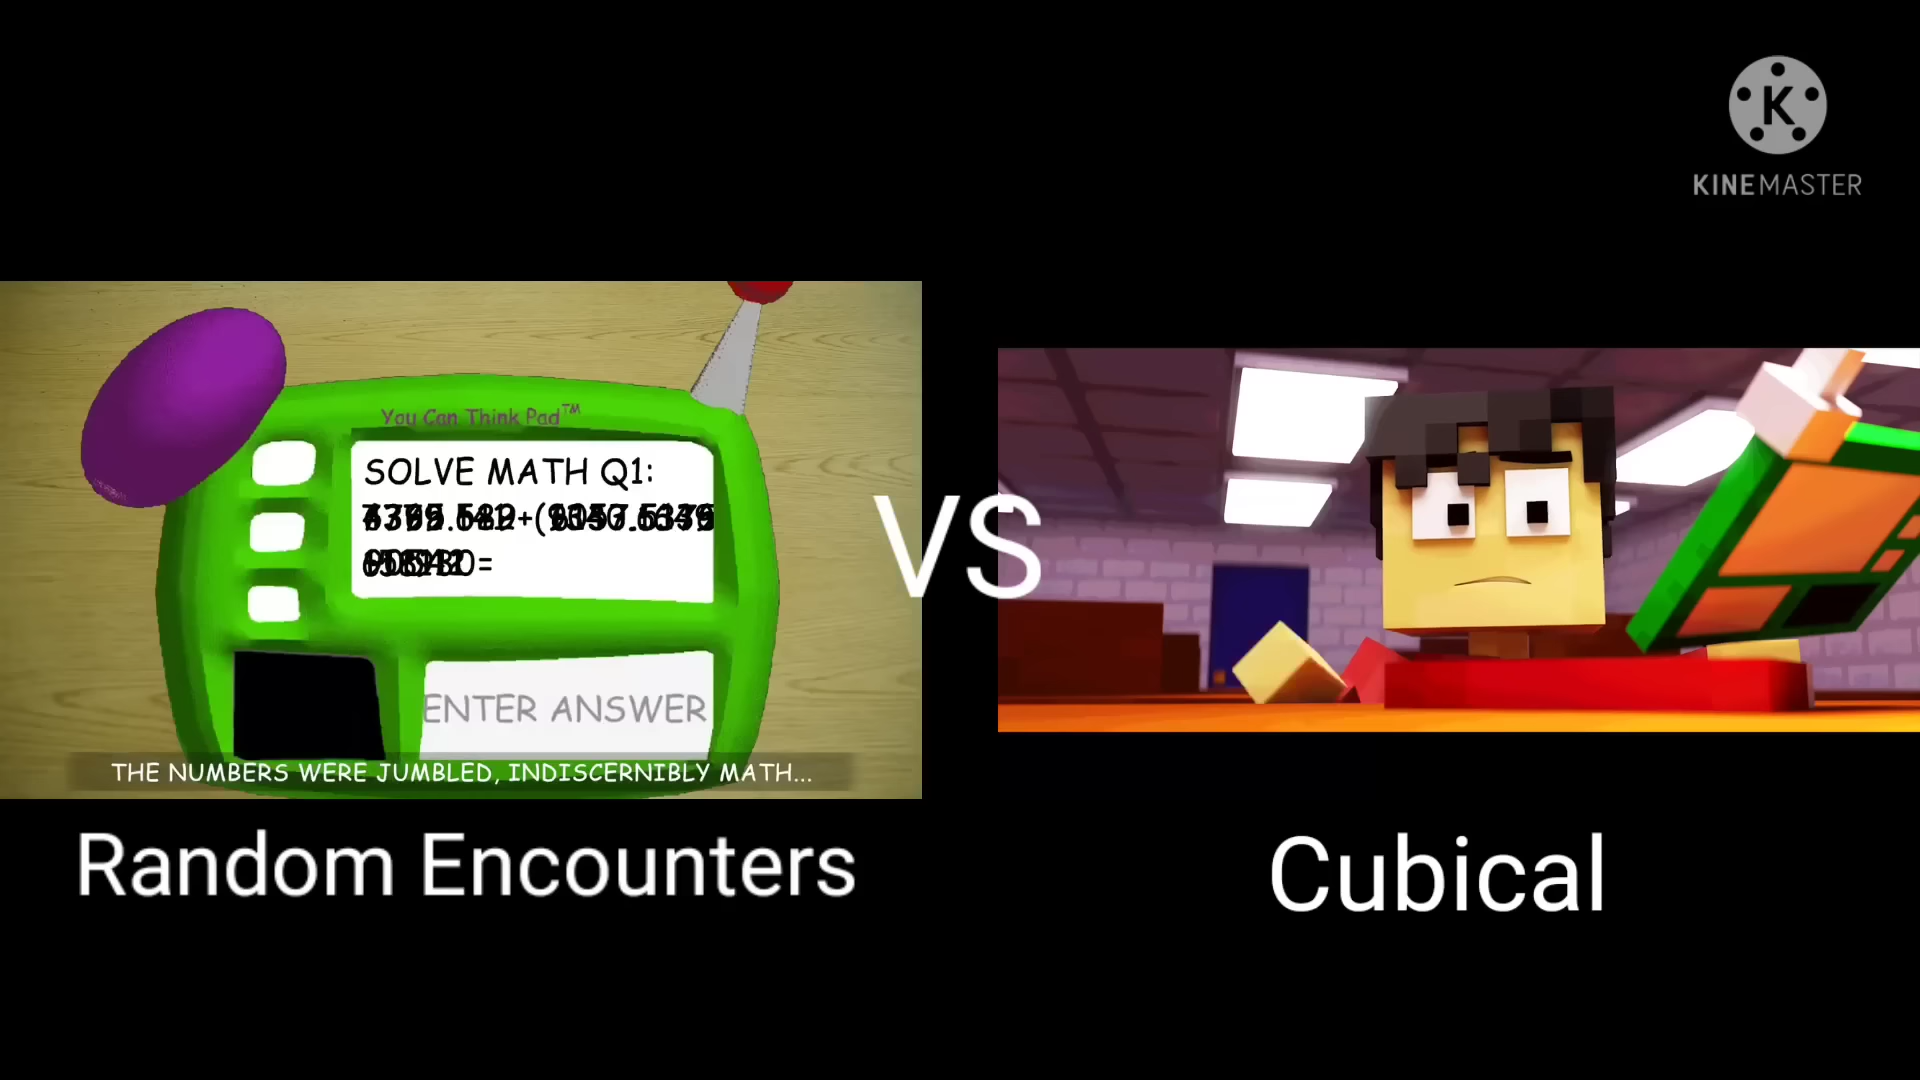 K
KINEMASTER
You Can Think Pad™
SOLVE MATH Q1:
ENTER ANSWER
THE NUMBERS WERE JUMBLED, INDISCERNIBLY MATH...
VS
Random Encounters
Cubical